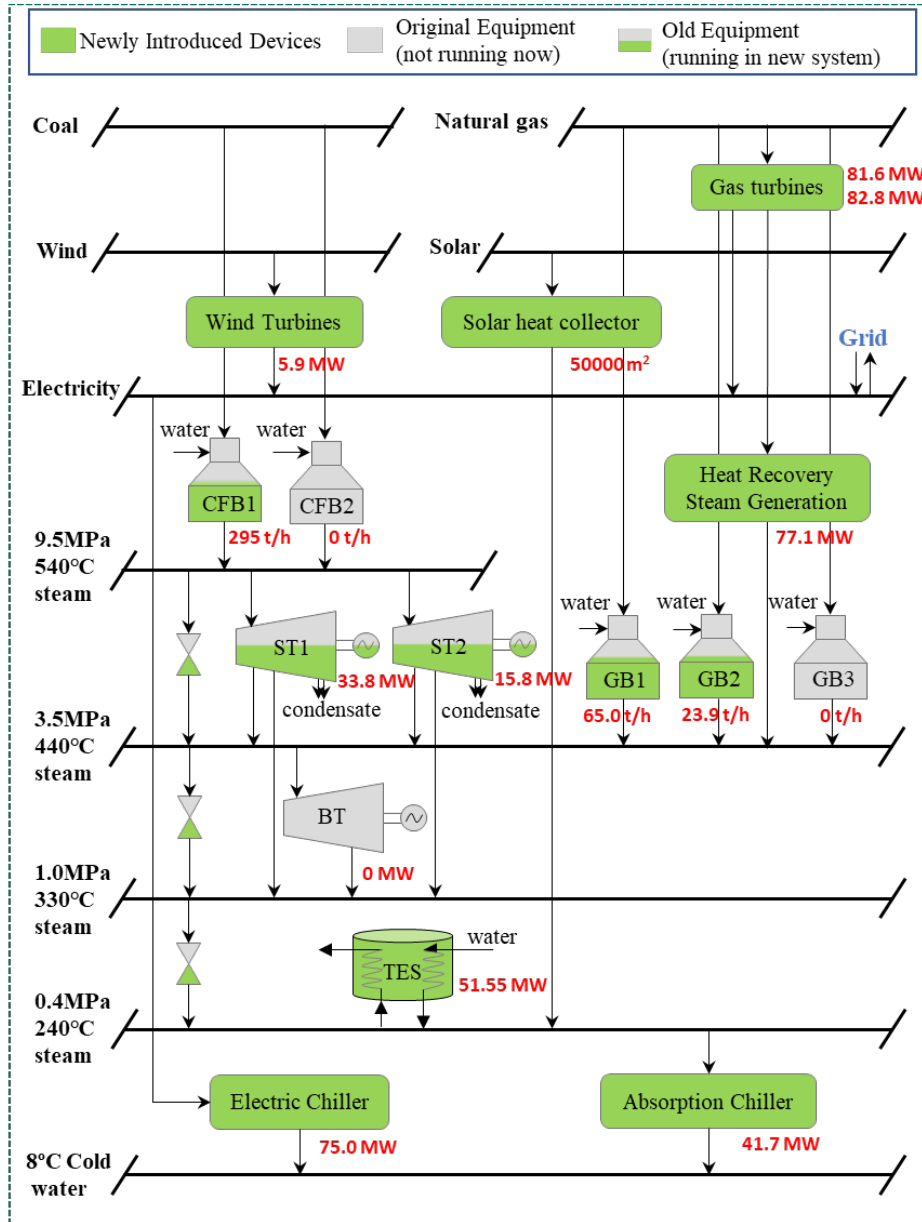 Newly Introduced Devices
Original Equipment
(not running now)
Old Equipment
(running in new system)
Coal
Natural gas
Gas turbines
81.6 MW
82.8 MW
Wind
Solar
Wind Turbines
Solar heat collector
5.9 MW
50000 m²
Grid
Electricity
water
water
CFB1
CFB2
Heat Recovery
Steam Generation
295 t/h
0 t/h
77.1 MW
9.5MPa
540℃
steam
water
water
water
ST1
ST2
GB1
GB2
GB3
33.8 MW
15.8 MW
condensate
condensate
65.0 t/h
23.9 t/h
0 t/h
3.5MPa
440℃
steam
BT
0 MW
1.0MPa
330℃
steam
water
TES
51.55 MW
0.4MPa
240℃
steam
Electric Chiller
Absorption Chiller
75.0 MW
41.7 MW
8℃ Cold
water